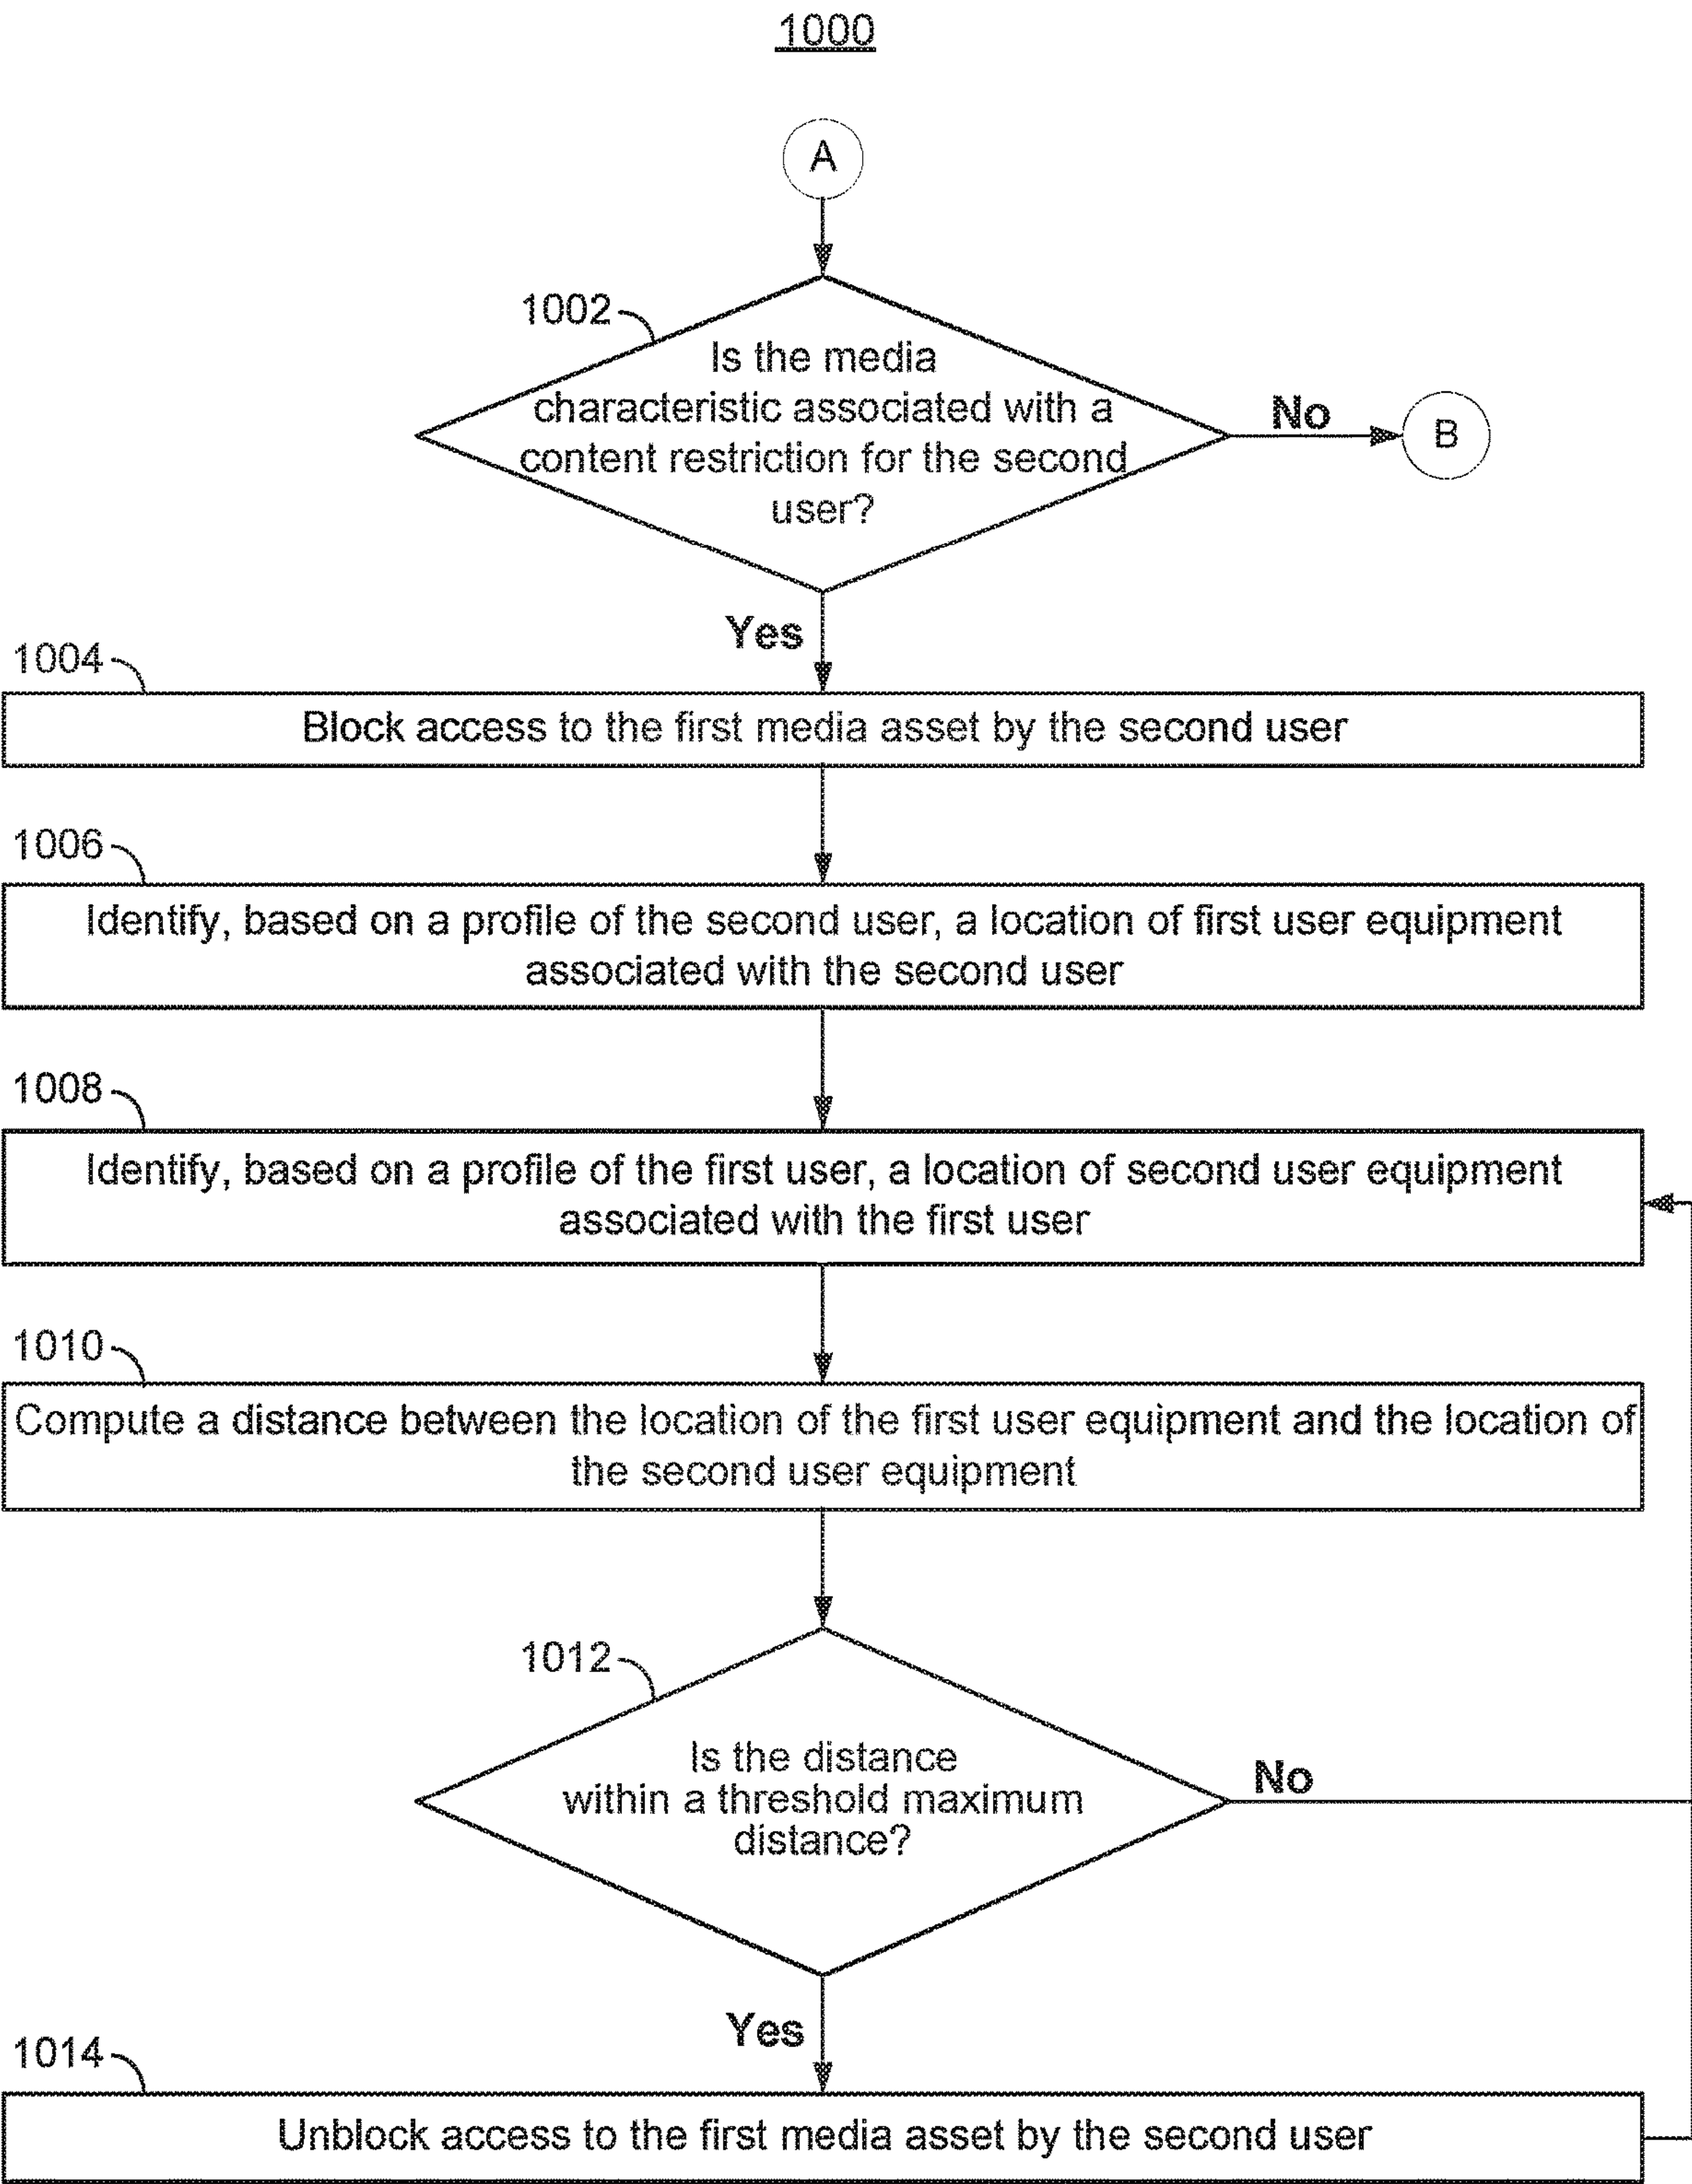 1000
A
1002
Is the media
characteristic associated with a
content restriction for the second
user?
No
B
Yes
1004
Block access to the first media asset by the second user
1006
Identify, based on a profile of the second user, a location of first user equipment
associated with the second user
1008
Identify, based on a profile of the first user, a location of second user equipment
associated with the first user
1010
Compute a distance between the location of the first user equipment and the location of
the second user equipment
1012
Is the distance
within a threshold maximum
distance?
No
Yes
1014
Unblock access to the first media asset by the second user